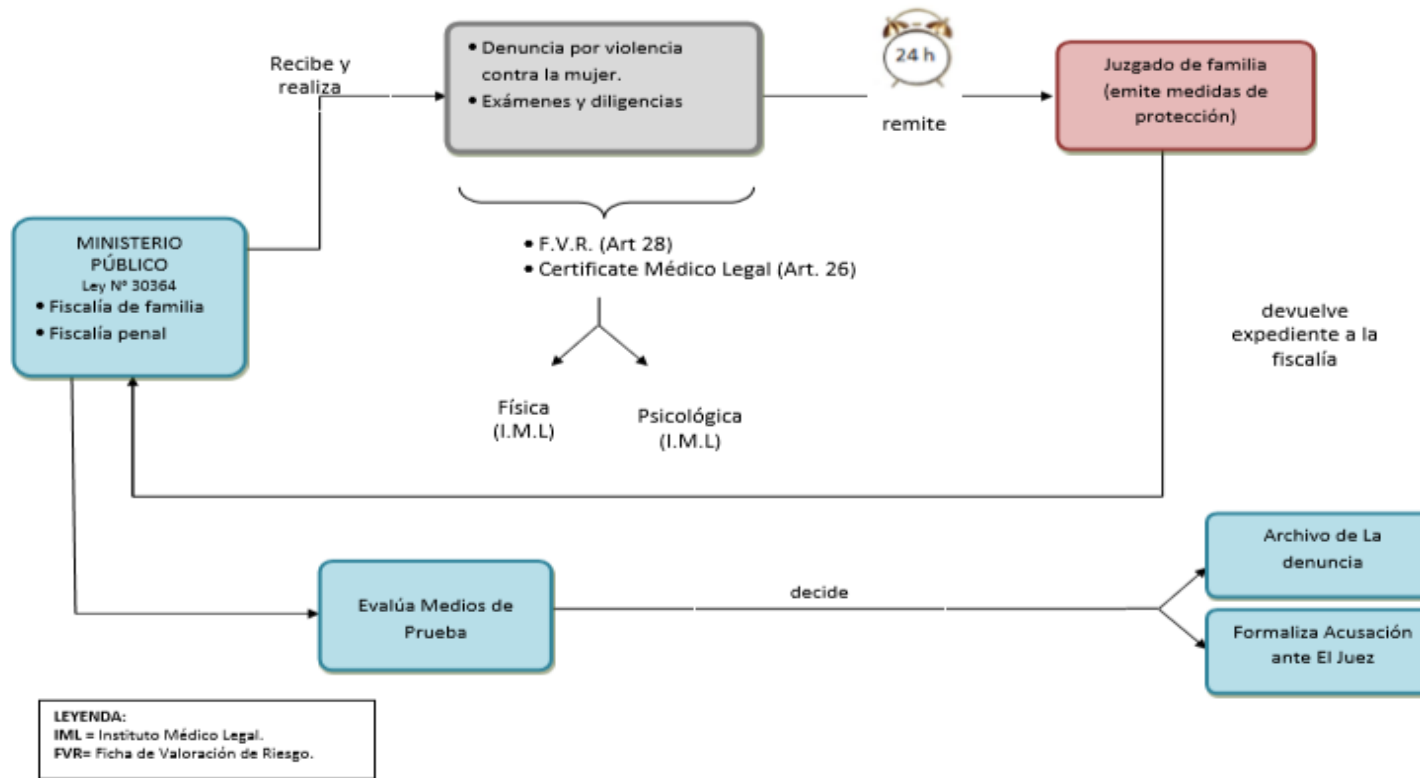 Recibe y
realiza
• Denuncia por violencia
contra la mujer.
• Exámenes y diligencias
24 h
remite
Juzgado de familia
(emite medidas de
protección)
MINISTERIO
PÚBLICO
Ley N° 30364
• Fiscalía de familia
• Fiscalía penal
• F.V.R. (Art 28)
• Certificate Médico Legal (Art. 26)
Física
(I.M.L)
Psicológica
(I.M.L)
devuelve
expediente a la
fiscalía
Evalúa Medios de
Prueba
decide
Archivo de La
denuncia
Formaliza Acusación
ante El Juez
LEYENDA:
IML = Instituto Médico Legal.
FVR= Ficha de Valoración de Riesgo.